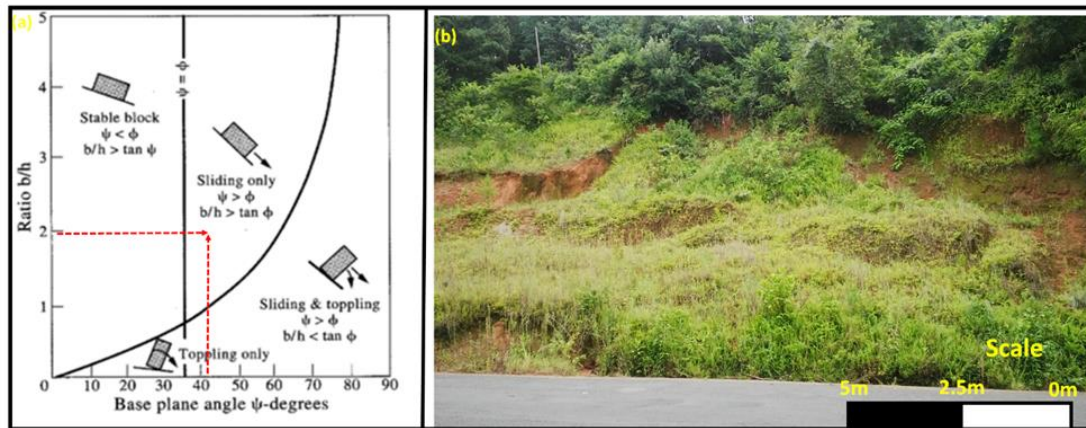 (a)
5
4
3
2
1
0
10
20
30
40
50
60
70
80
90
Ratio b/h
Base plane angle ψ-degrees
Stable block
ψ < ϕ
b/h > tan ψ
ψ = ϕ
Sliding only
ψ > ϕ
b/h > tan ϕ
Sliding & toppling
ψ > ϕ
b/h < tan ϕ
Toppling only
(b)
Scale
5m 2.5m 0m